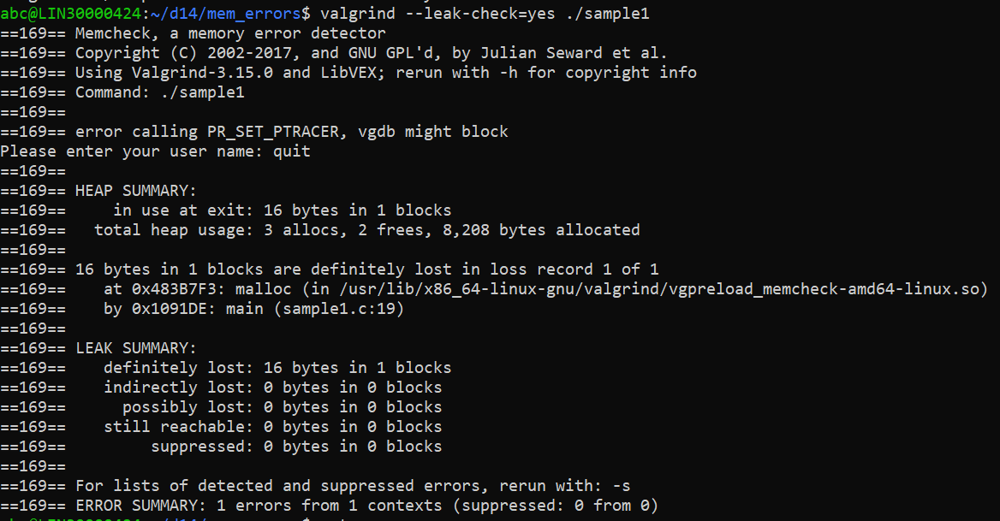 abc@LIN30000424:~/d14/mem_errors$ valgrind --leak-check=yes ./sample1
==169== Memcheck, a memory error detector
==169== Copyright (C) 2002-2017, and GNU GPL'd, by Julian Seward et al.
==169== Using Valgrind-3.15.0 and LibVEX; rerun with -h for copyright info
==169== Command: ./sample1
==169==
==169== error calling PR_SET_PTRACER, vgdb might block
Please enter your user name: quit
==169==
==169== HEAP SUMMARY:
==169==     in use at exit: 16 bytes in 1 blocks
==169==   total heap usage: 3 allocs, 2 frees, 8,208 bytes allocated
==169==
==169== 16 bytes in 1 blocks are definitely lost in loss record 1 of 1
==169==    at 0x483B7F3: malloc (in /usr/lib/x86_64-linux-gnu/valgrind/vgpreload_memcheck-amd64-linux.so)
==169==    by 0x1091DE: main (sample1.c:19)
==169==
==169== LEAK SUMMARY:
==169==    definitely lost: 16 bytes in 1 blocks
==169==    indirectly lost: 0 bytes in 0 blocks
==169==      possibly lost: 0 bytes in 0 blocks
==169==    still reachable: 0 bytes in 0 blocks
==169==         suppressed: 0 bytes in 0 blocks
==169==
==169== For lists of detected and suppressed errors, rerun with: -s
==169== ERROR SUMMARY: 1 errors from 1 contexts (suppressed: 0 from 0)